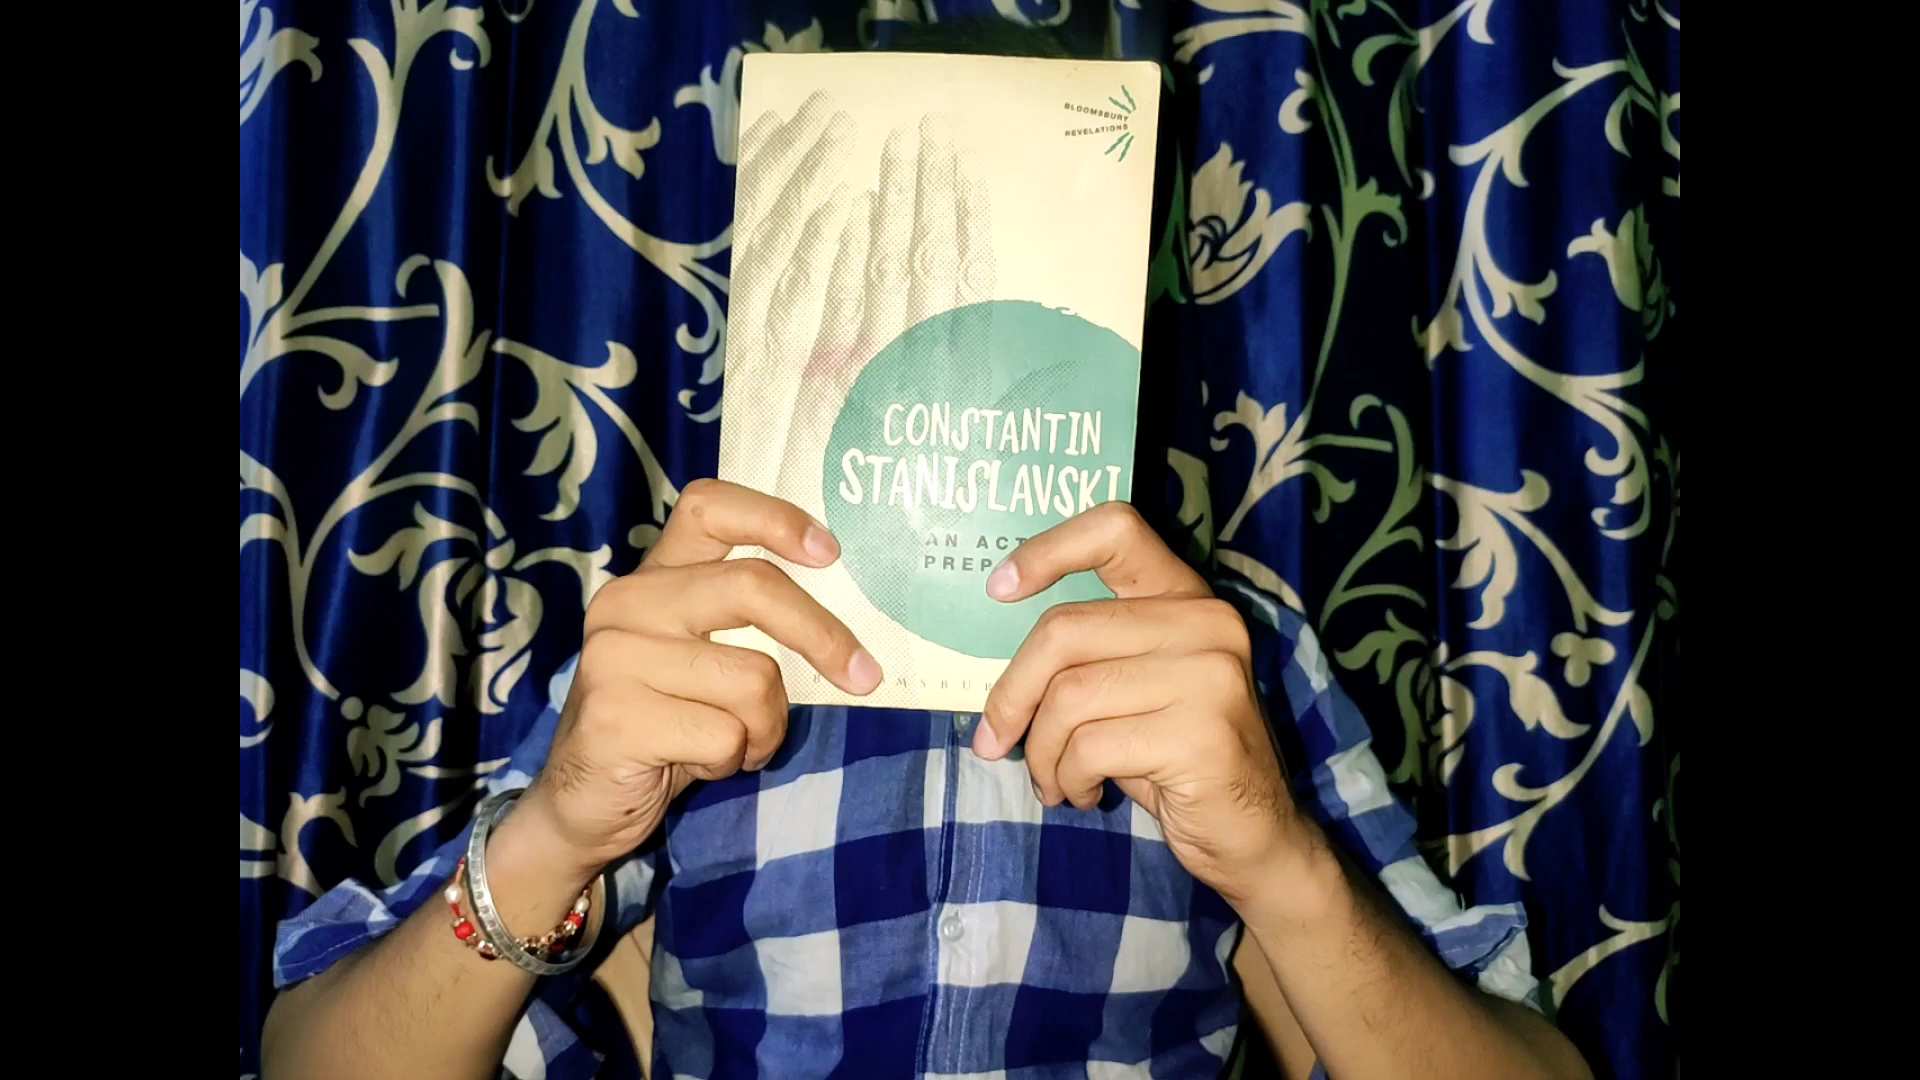 BLOOMSBURY
REVELATIONS
CONSTANTIN
STANISLAVSKI
AN ACT
PREP